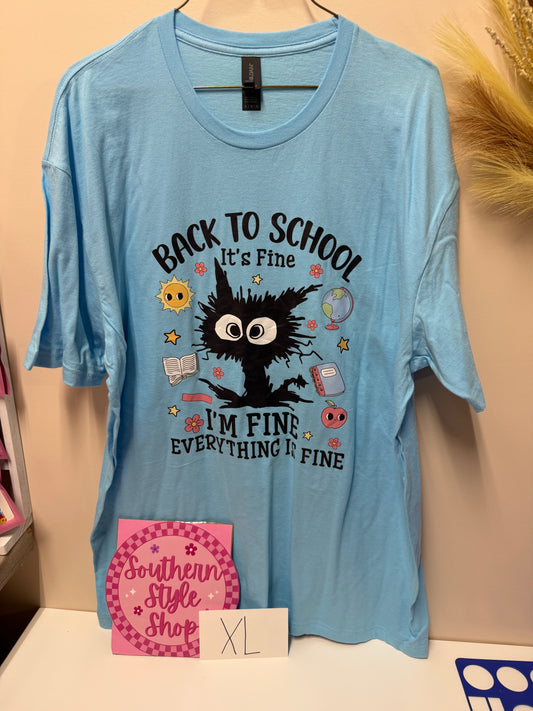 BACK TO SCHOOL
It's Fine
I'M FINE
EVERYTHING IS FINE
Southern
Style
Shop
XL